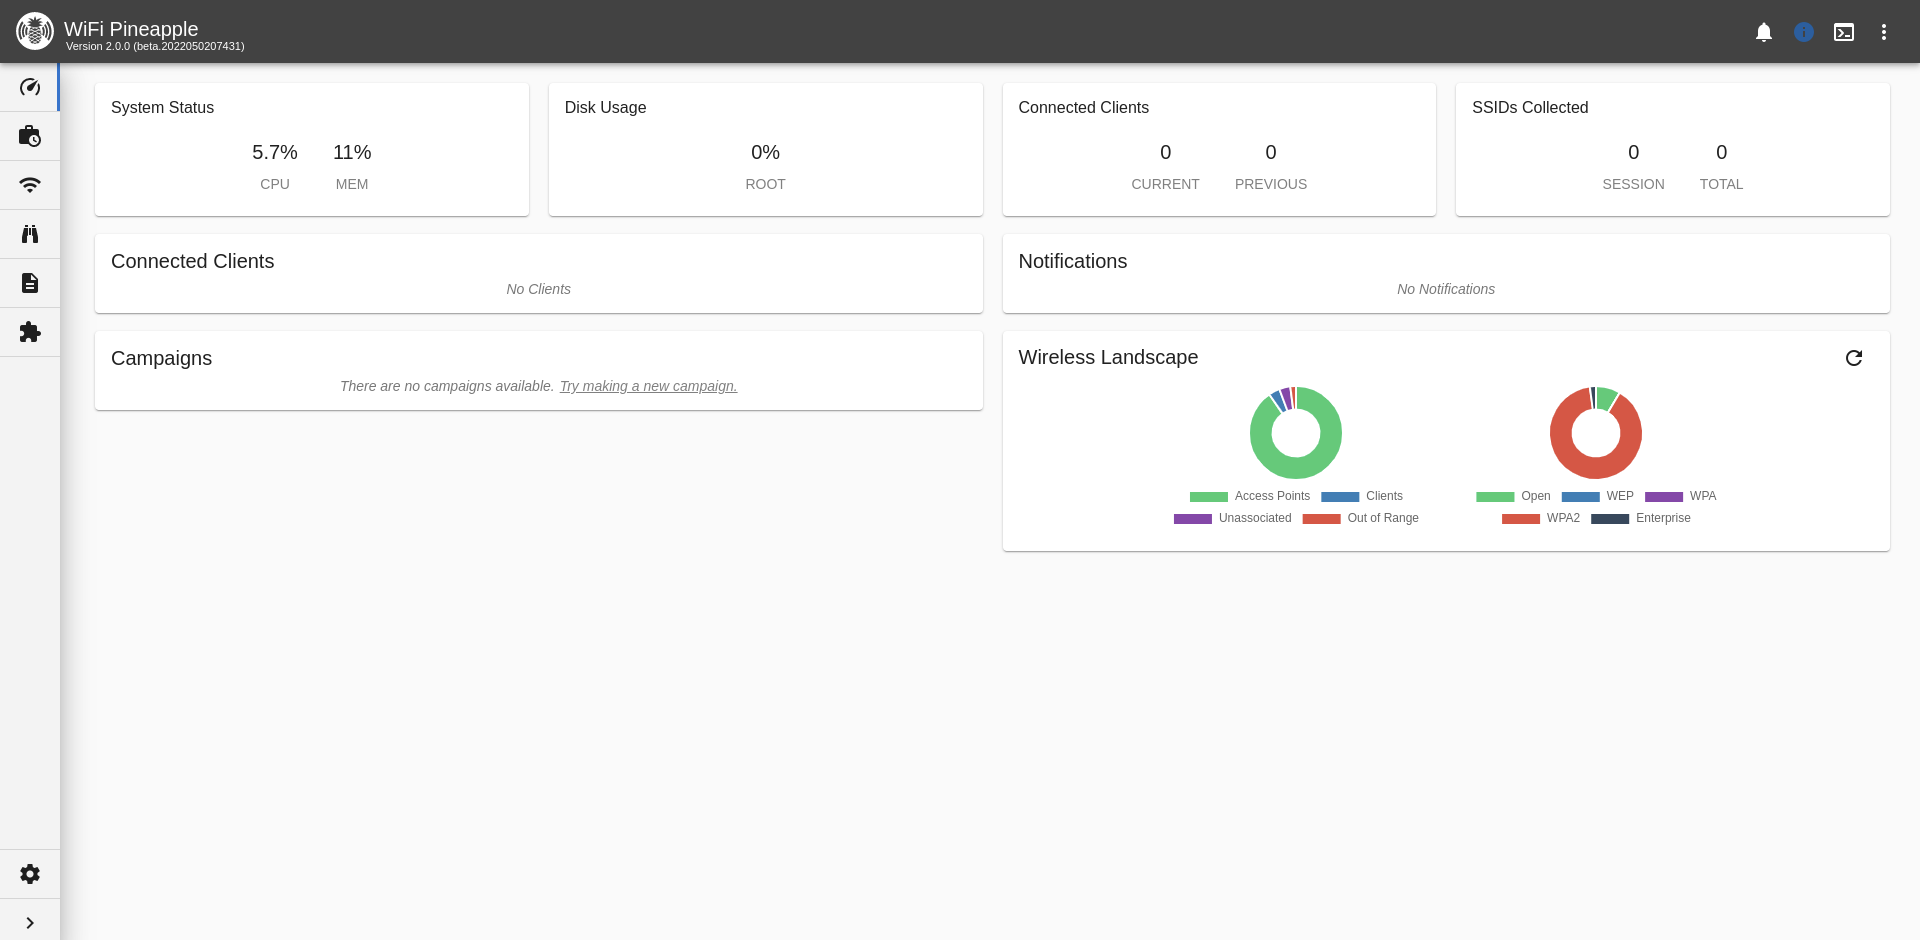 WiFi Pineapple
Version 2.0.0 (beta.2022050207431)
System Status
5.7% 11%
CPU MEM
Disk Usage
0%
ROOT
Connected Clients
0 0
CURRENT PREVIOUS
SSIDs Collected
0 0
SESSION TOTAL
Connected Clients
No Clients
Notifications
No Notifications
Campaigns
There are no campaigns available. Try making a new campaign.
Wireless Landscape
Access Points Clients
Unassociated Out of Range
Open WEP WPA
WPA2 Enterprise